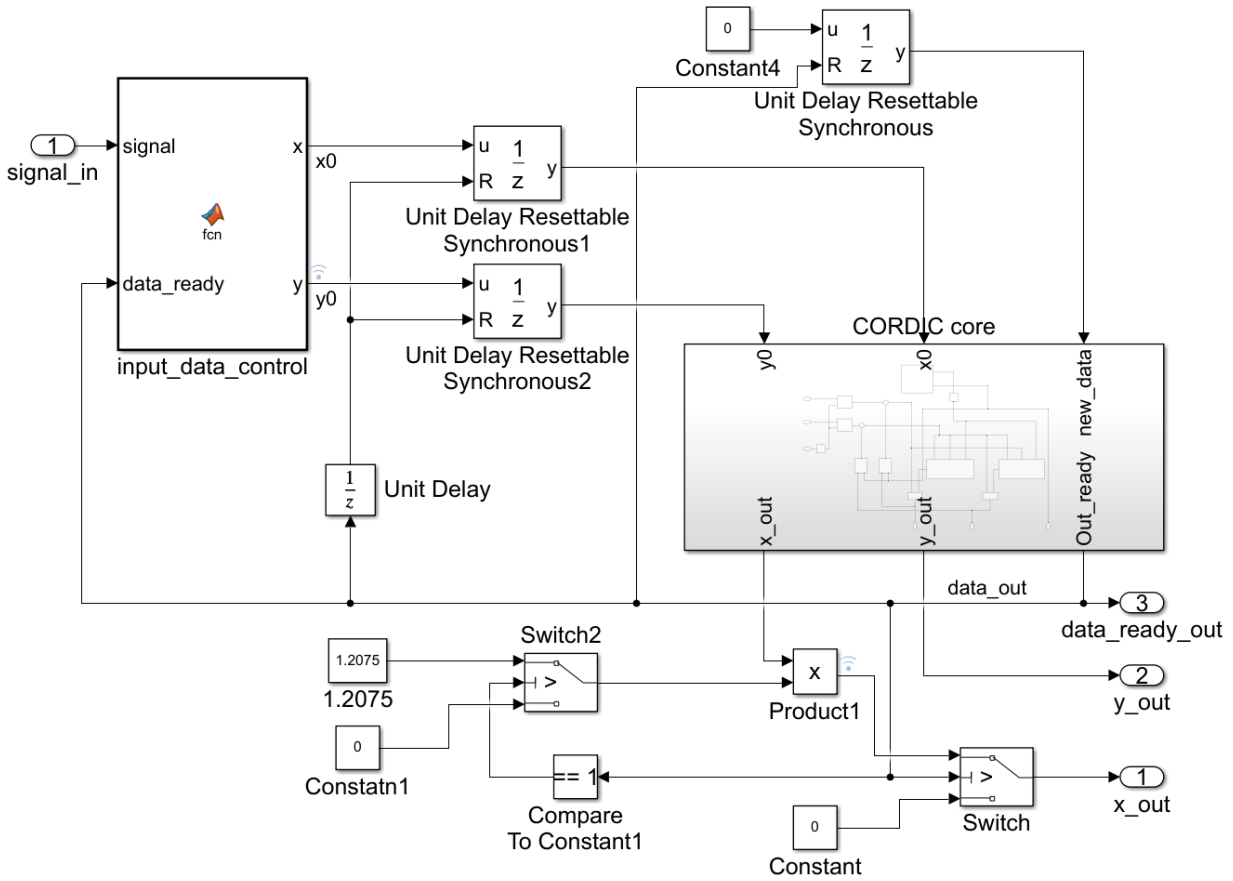 0
Constant4
u
R
1
z
y
Unit Delay Resettable
Synchronous
1
signal_in
signal
data_ready
fcn
x
y
x0
y0
input_data_control
u
R
1
z
y
Unit Delay Resettable
Synchronous1
u
R
1
z
y
Unit Delay Resettable
Synchronous2
1
z
Unit Delay
CORDIC core
y0
x0
new_data
x_out
y_out
Out_ready
data_out
3
data_ready_out
2
y_out
1
x_out
1.2075
1.2075
Switch2
>
0
Constatn1
x
Product1
== 1
Compare
To Constant1
0
Constant
>
Switch